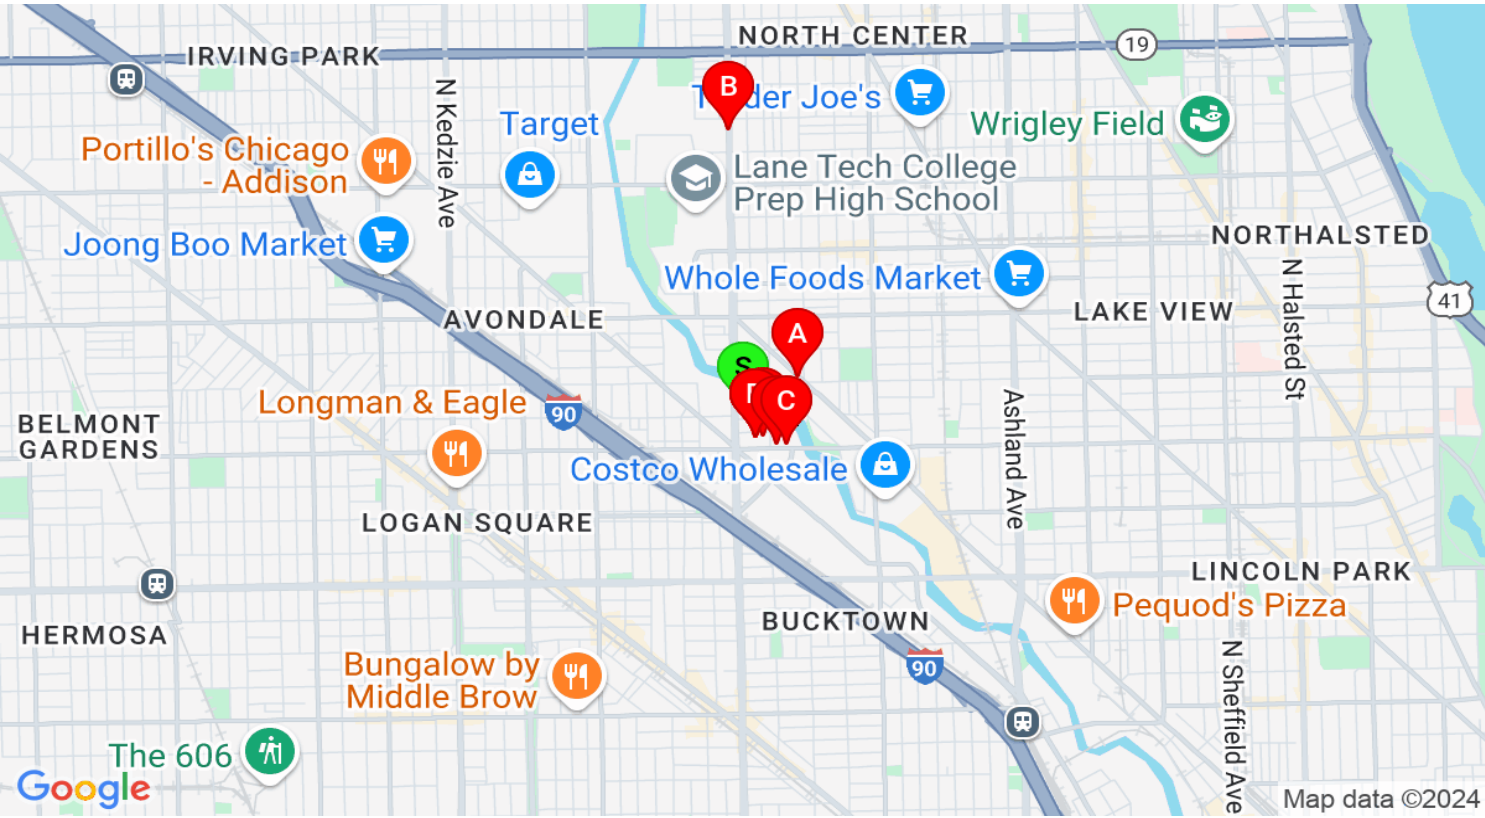 NORTH CENTER
19
IRVING PARK
B
Trader Joe's
N Kedzie Ave
Target
Wrigley Field
Portillo's Chicago
- Addison
Lane Tech College
Prep High School
Joong Boo Market
NORTHALSTED
Whole Foods Market
N Halsted St
41
LAKE VIEW
AVONDALE
A
S
C
Longman & Eagle
90
Ashland Ave
BELMONT
GARDENS
Costco Wholesale
LOGAN SQUARE
LINCOLN PARK
Pequod's Pizza
BUCKTOWN
HERMOSA
Bungalow by
Middle Brow
90
N Sheffield Ave
The 606
Google
Map data ©2024